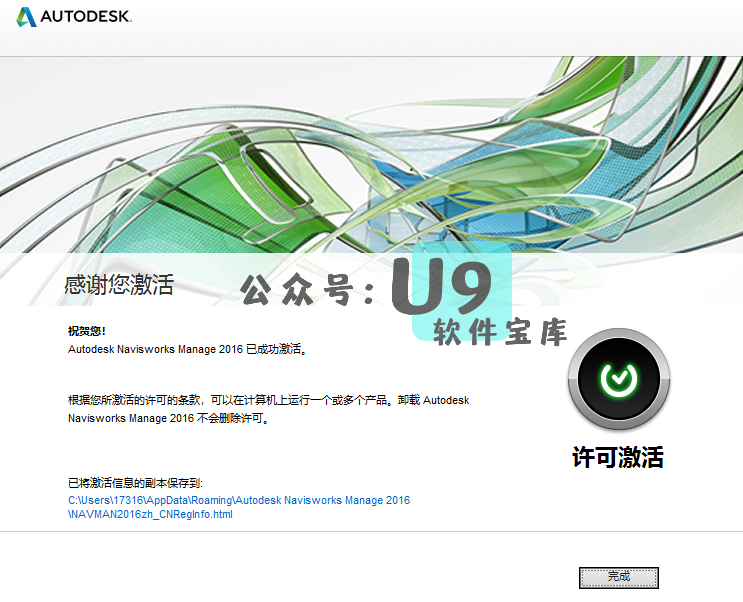 AUTODESK.
感谢您激活
公众号:U9
软件宝库
祝贺您!
Autodesk Navisworks Manage 2016 已成功激活。
根据您所激活的许可的条款，可以在计算机上运行一个或多个产品。卸载 Autodesk
Navisworks Manage 2016 不会删除许可。
许可激活
已将激活信息的副本保存到:
C:\Users\17316\AppData\Roaming\Autodesk Navisworks Manage 2016
\NAVMAN2016zh_CNRegInfo.html
完成